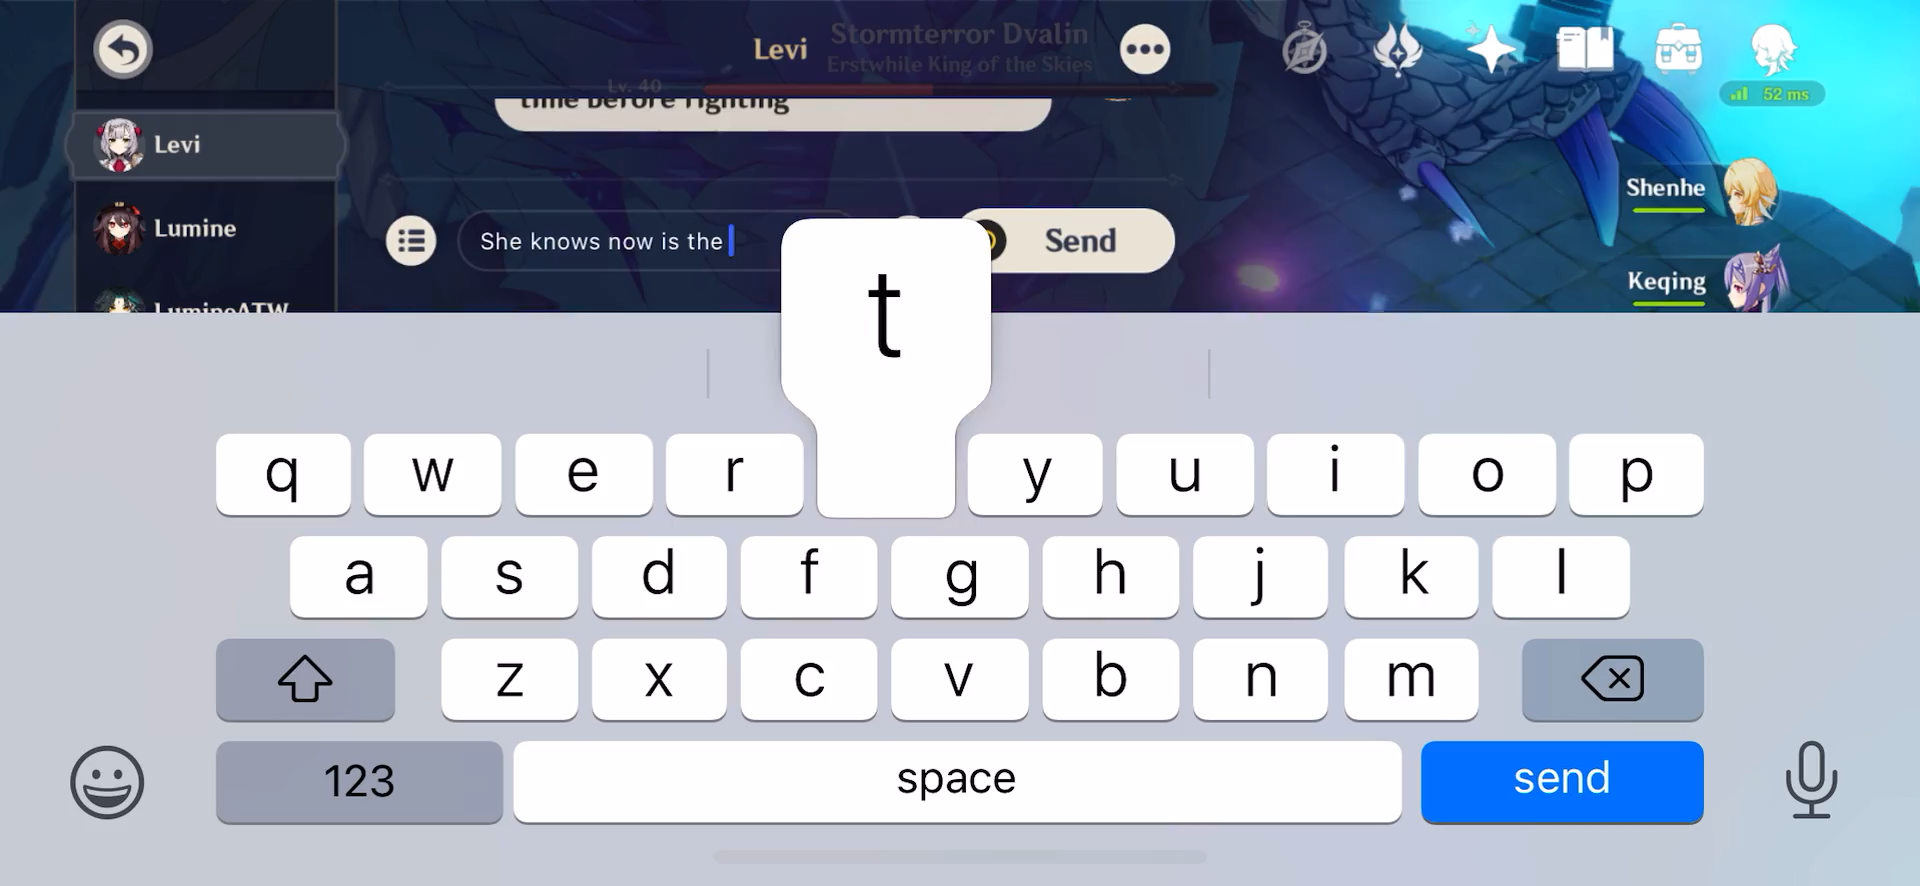 Levi
Stormterror Dvalin
Erstwhile King of the Skies
Lv. 40
52 ms
time before fighting
Levi
Lumine
LumineATW
She knows now is the
Send
Shenhe
Keqing
t
q w e r y u i o p
a s d f g h j k l
z x c v b n m
123 space send